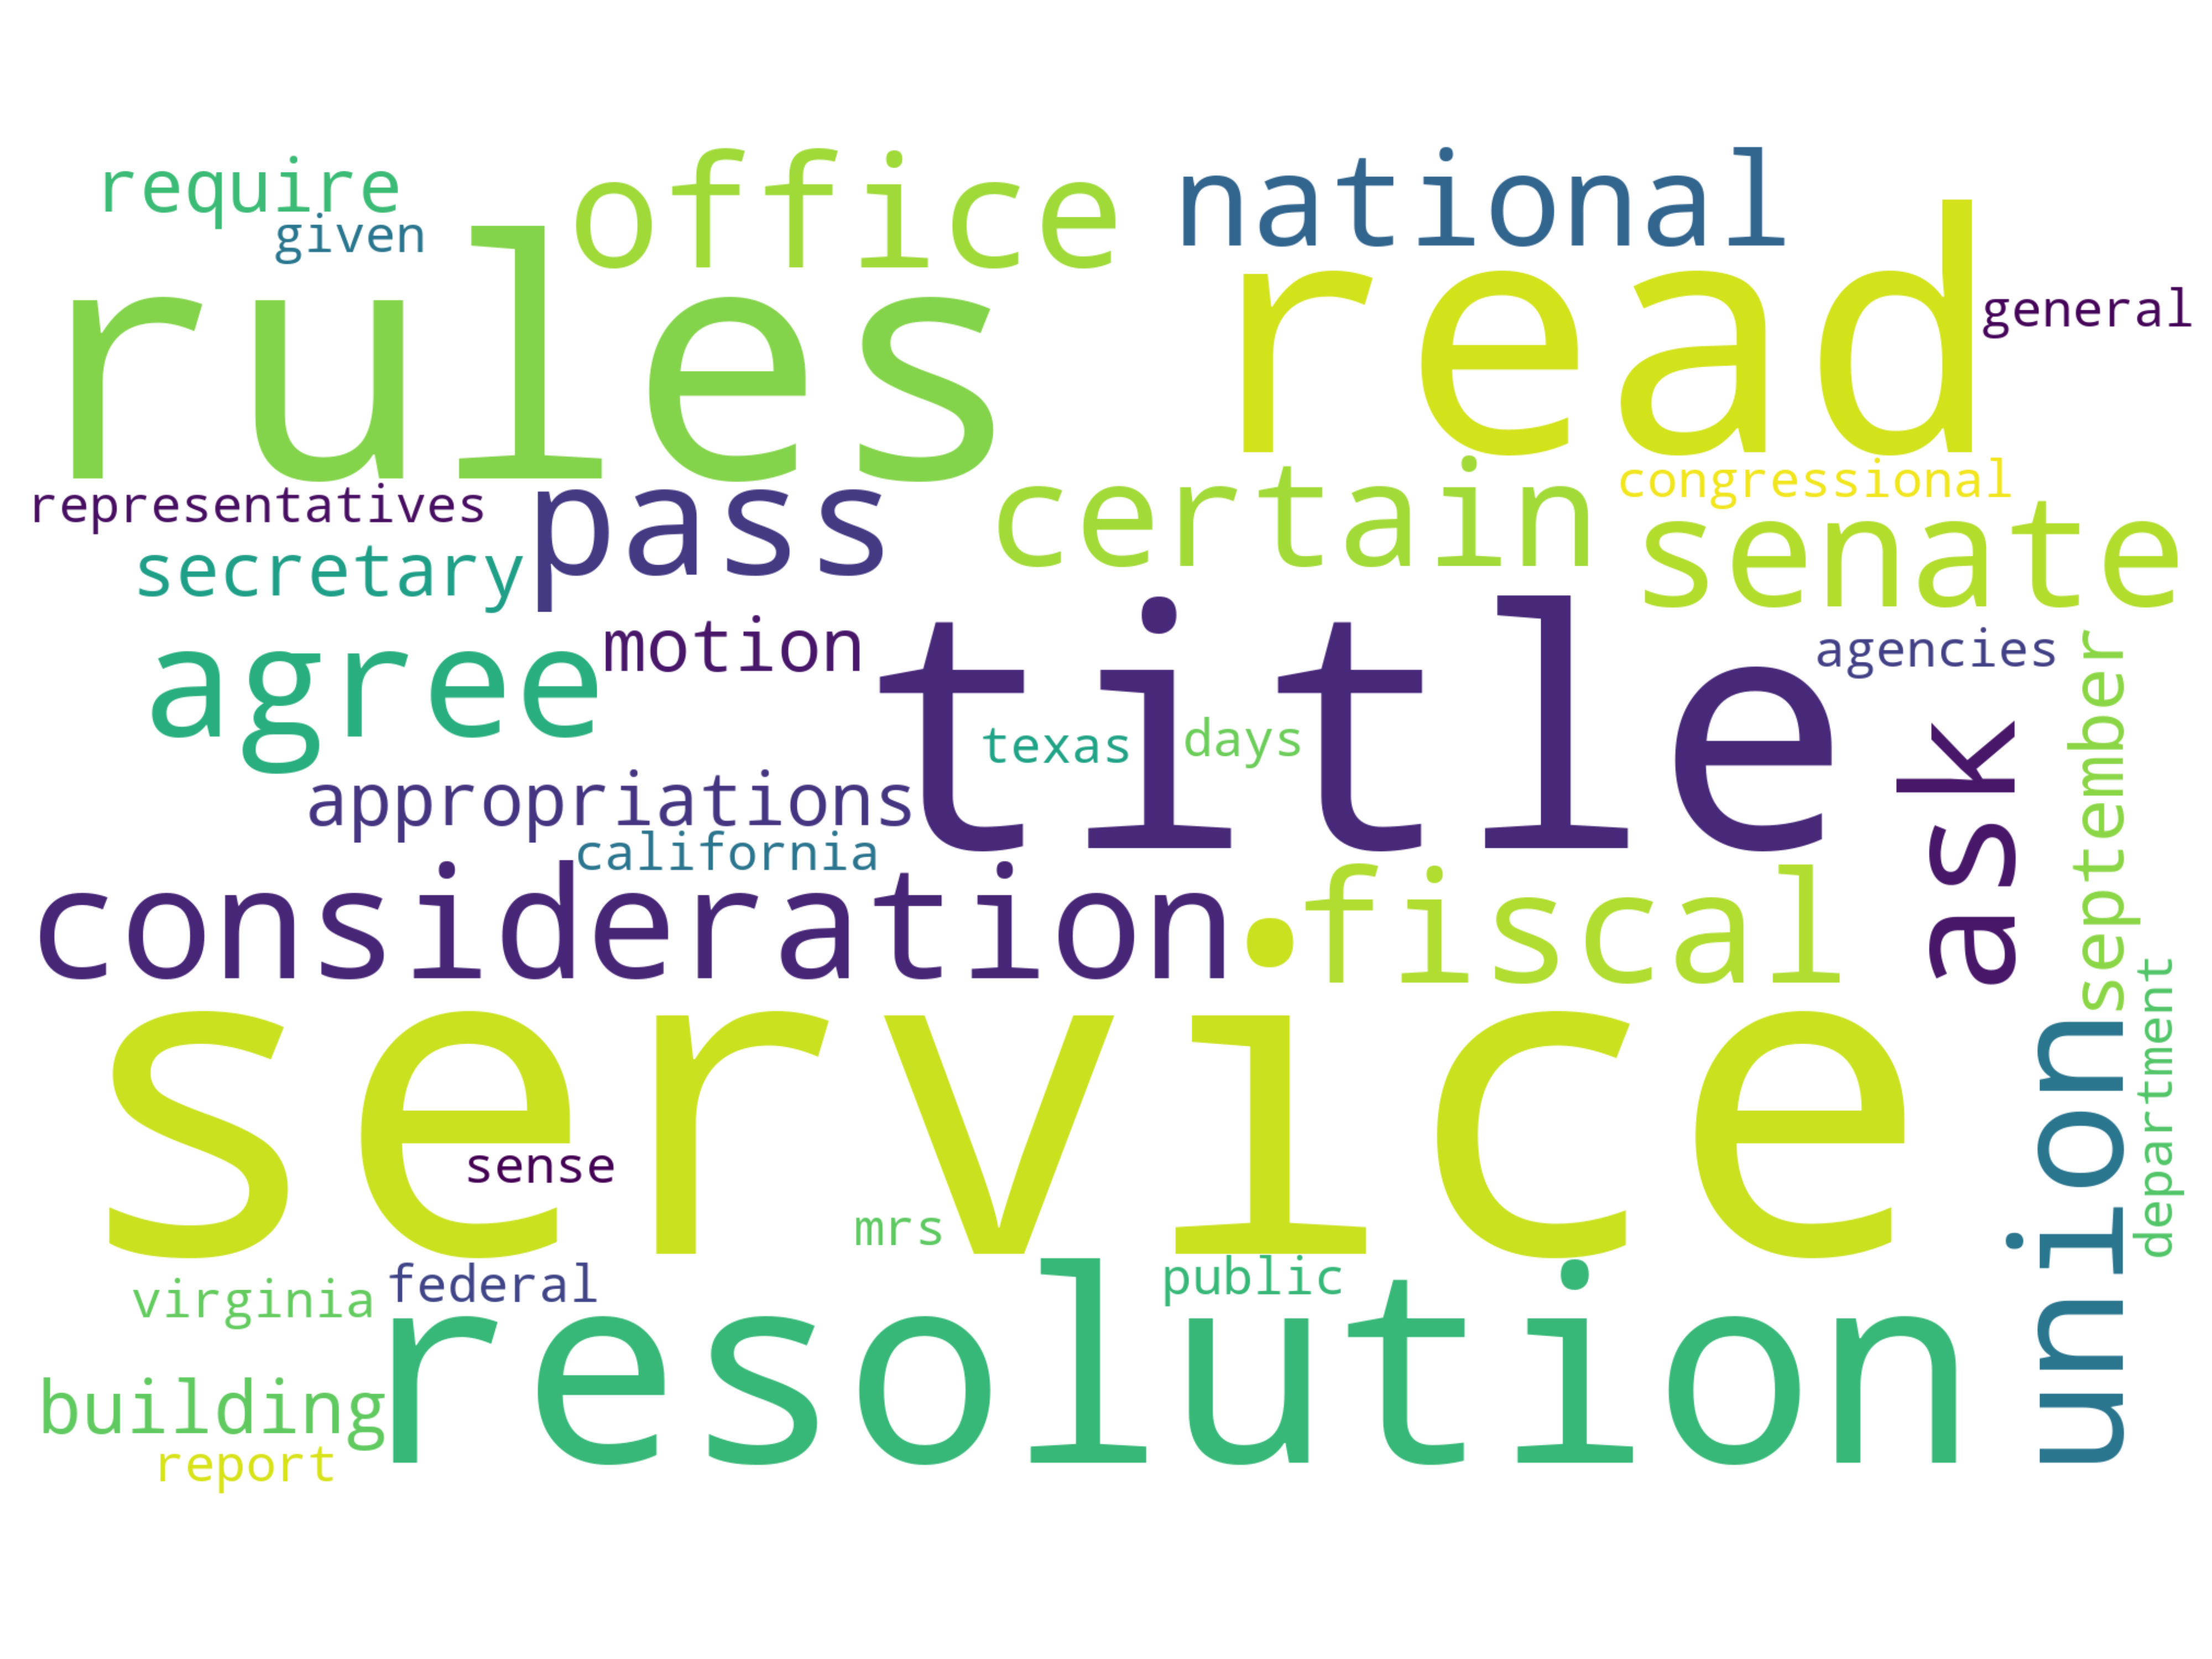 require
office
national
given
rules
read
general
representatives
pass
certain
congressional
secretary
senate
agree
motion
title
agencies
texas
days
ask
september
appropriations
california
consideration
fiscal
service
sense
mrs
union
department
virginia
federal
public
resolution
building
report